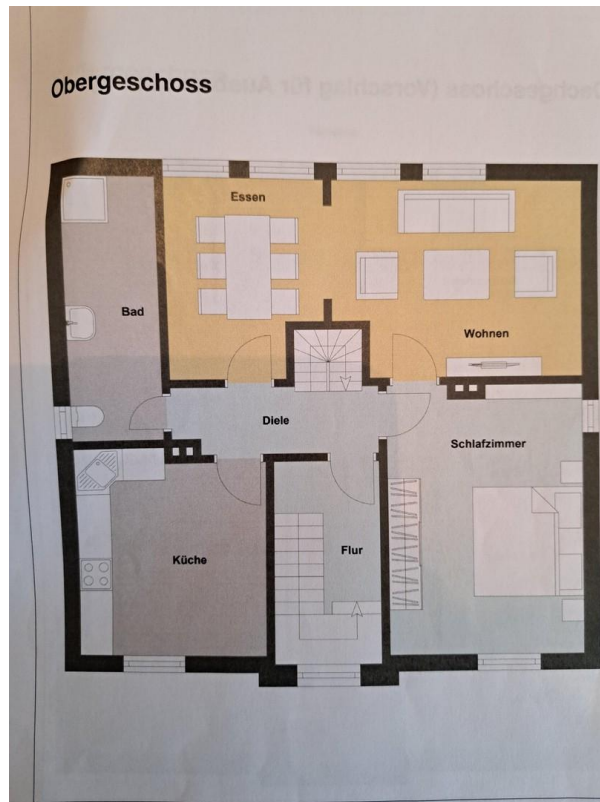 Obergeschoss
Essen
Bad
Wohnen
Diele
Schlafzimmer
Küche
Flur